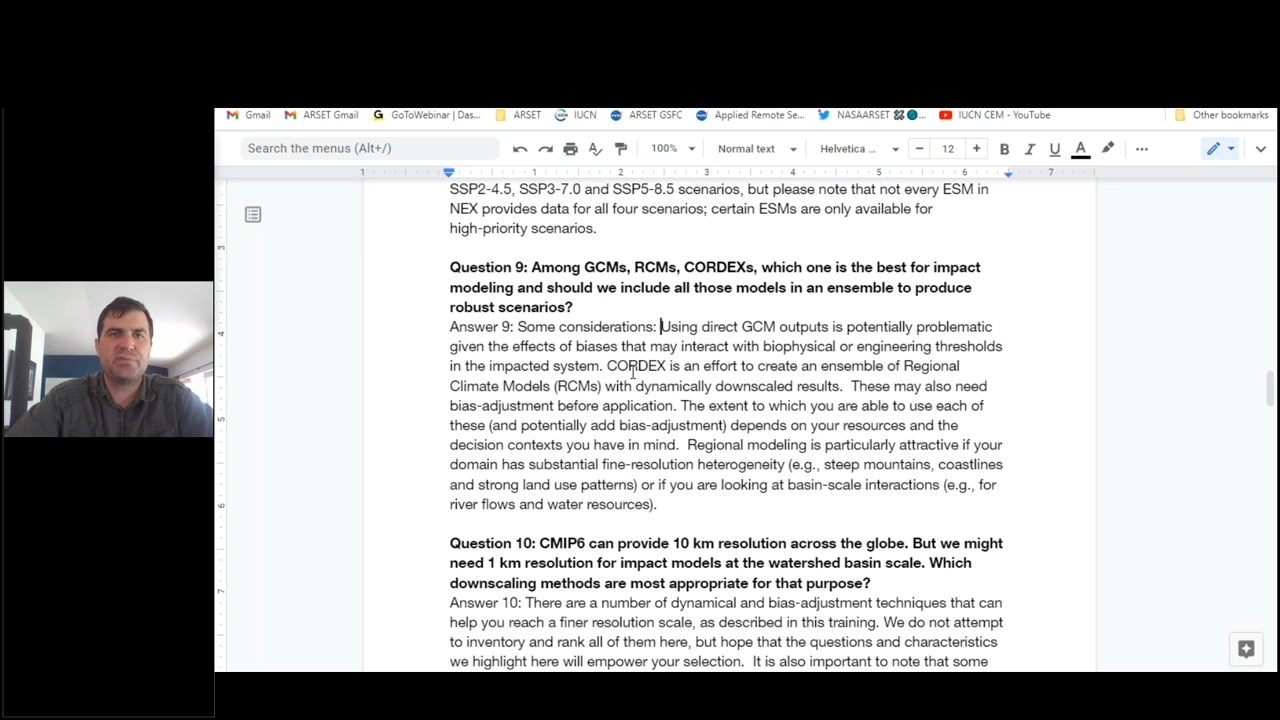 Gmail ARSET Gmail GoToWebinar | Das... ARSET IUCN ARSET GSFC Applied Remote Se... NASAARSET IUCN CEM - YouTube Other bookmarks
Search the menus (Alt+/) 100% Normal text Helvetica ... 12 B I U A
1 1 2 3 4 5 6 7
SSP2-4.5, SSP3-7.0 and SSP5-8.5 scenarios, but please note that not every ESM in
NEX provides data for all four scenarios; certain ESMs are only available for
high-priority scenarios.
3
Question 9: Among GCMs, RCMs, CORDEXs, which one is the best for impact
modeling and should we include all those models in an ensemble to produce
robust scenarios?
4
Answer 9: Some considerations: Using direct GCM outputs is potentially problematic
given the effects of biases that may interact with biophysical or engineering thresholds
in the impacted system. CORDEX is an effort to create an ensemble of Regional
Climate Models (RCMs) with dynamically downscaled results.  These may also need
bias-adjustment before application. The extent to which you are able to use each of
5
these (and potentially add bias-adjustment) depends on your resources and the
decision contexts you have in mind.  Regional modeling is particularly attractive if your
domain has substantial fine-resolution heterogeneity (e.g., steep mountains, coastlines
and strong land use patterns) or if you are looking at basin-scale interactions (e.g., for
river flows and water resources).
6
Question 10: CMIP6 can provide 10 km resolution across the globe. But we might
need 1 km resolution for impact models at the watershed basin scale. Which
downscaling methods are most appropriate for that purpose?
7
Answer 10: There are a number of dynamical and bias-adjustment techniques that can
help you reach a finer resolution scale, as described in this training. We do not attempt
to inventory and rank all of them here, but hope that the questions and characteristics
we highlight here will empower your selection.  It is also important to note that some